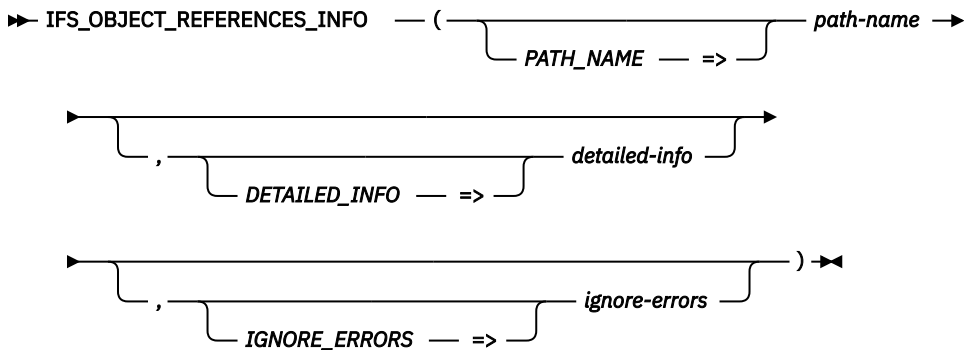 IFS_OBJECT_REFERENCES_INFO ( path-name
PATH_NAME =>
, detailed-info
DETAILED_INFO =>
)
, ignore-errors
IGNORE_ERRORS =>